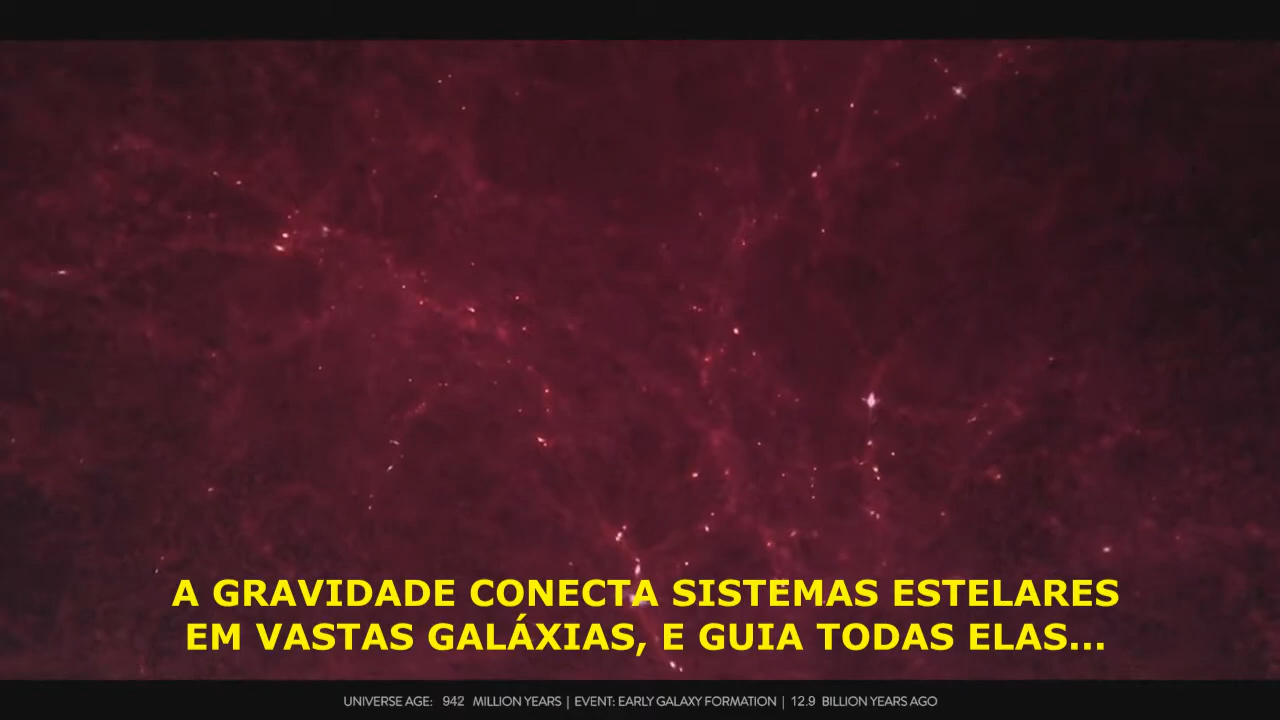 A GRAVIDADE CONECTA SISTEMAS ESTELARES
EM VASTAS GALÁXIAS, E GUIA TODAS ELAS...
UNIVERSE AGE: 942 MILLION YEARS | EVENT: EARLY GALAXY FORMATION | 12.9 BILLION YEARS AGO